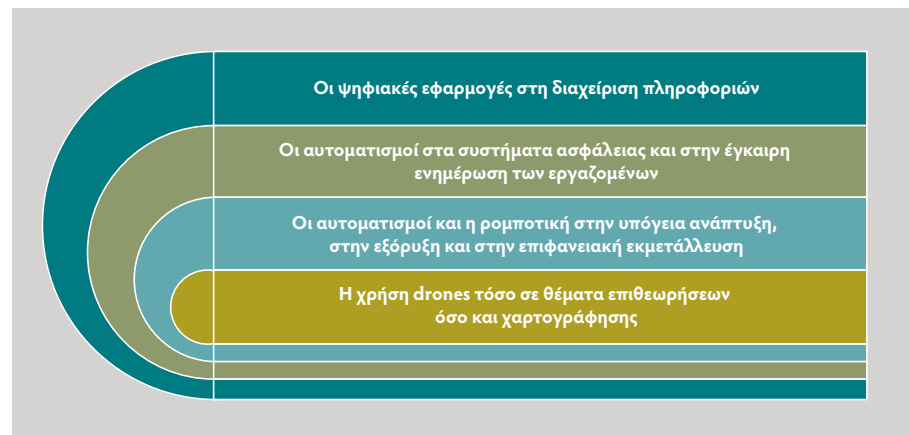 Οι ψηφιακές εφαρμογές στη διαχείριση πληροφοριών
Οι αυτοματισμοί στα συστήματα ασφάλειας και στην έγκαιρη
ενημέρωση των εργαζομένων
Οι αυτοματισμοί και η ρομποτική στην υπόγεια ανάπτυξη,
στην εξόρυξη και στην επιφανειακή εκμετάλλευση
Η χρήση drones τόσο σε θέματα επιθεωρήσεων
όσο και χαρτογράφησης